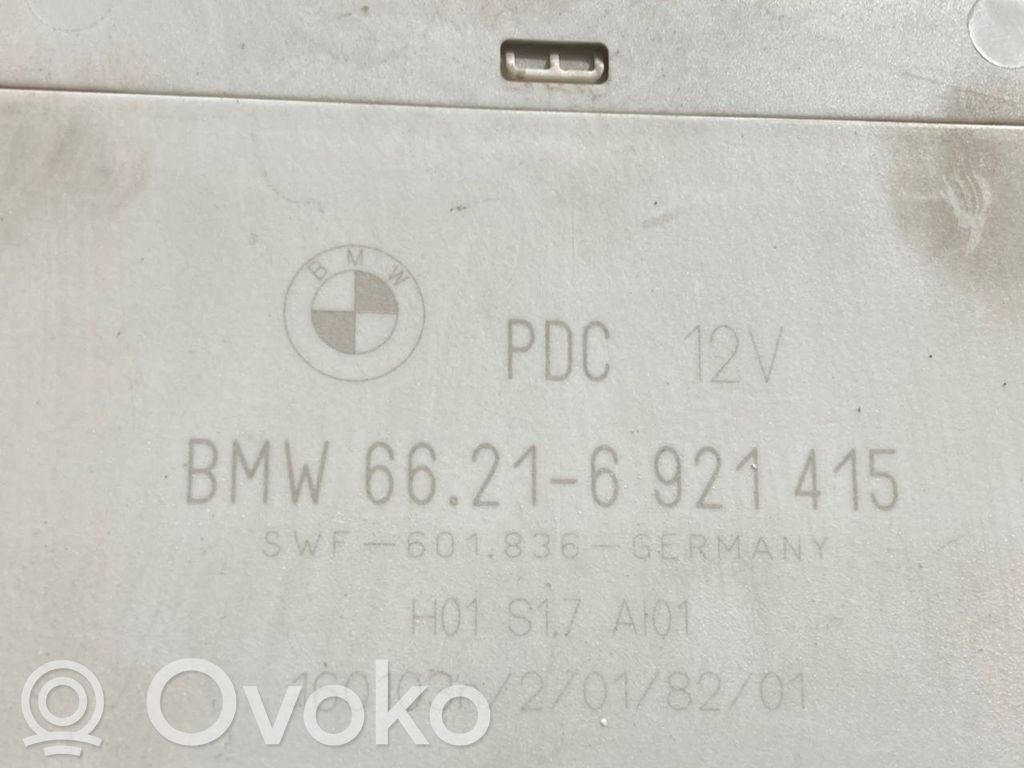 BMW
PDC 12V
BMW 66.21-6 921 415
SWF-601.836-GERMANY
H01 S1.7 AI01
/2/01/82/01
Ovoko